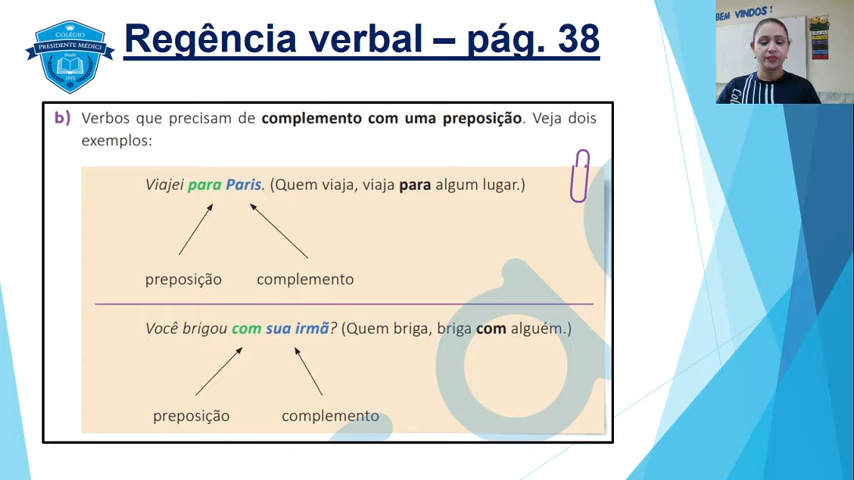 COLÉGIO
PRESIDENTE MÉDICI
Desde
1972
Regência verbal – pág. 38
BEM VINDOS!
b) Verbos que precisam de complemento com uma preposição. Veja dois
exemplos:
Viajei para Paris. (Quem viaja, viaja para algum lugar.)
preposição complemento
Você brigou com sua irmã? (Quem briga, briga com alguém.)
preposição complemento